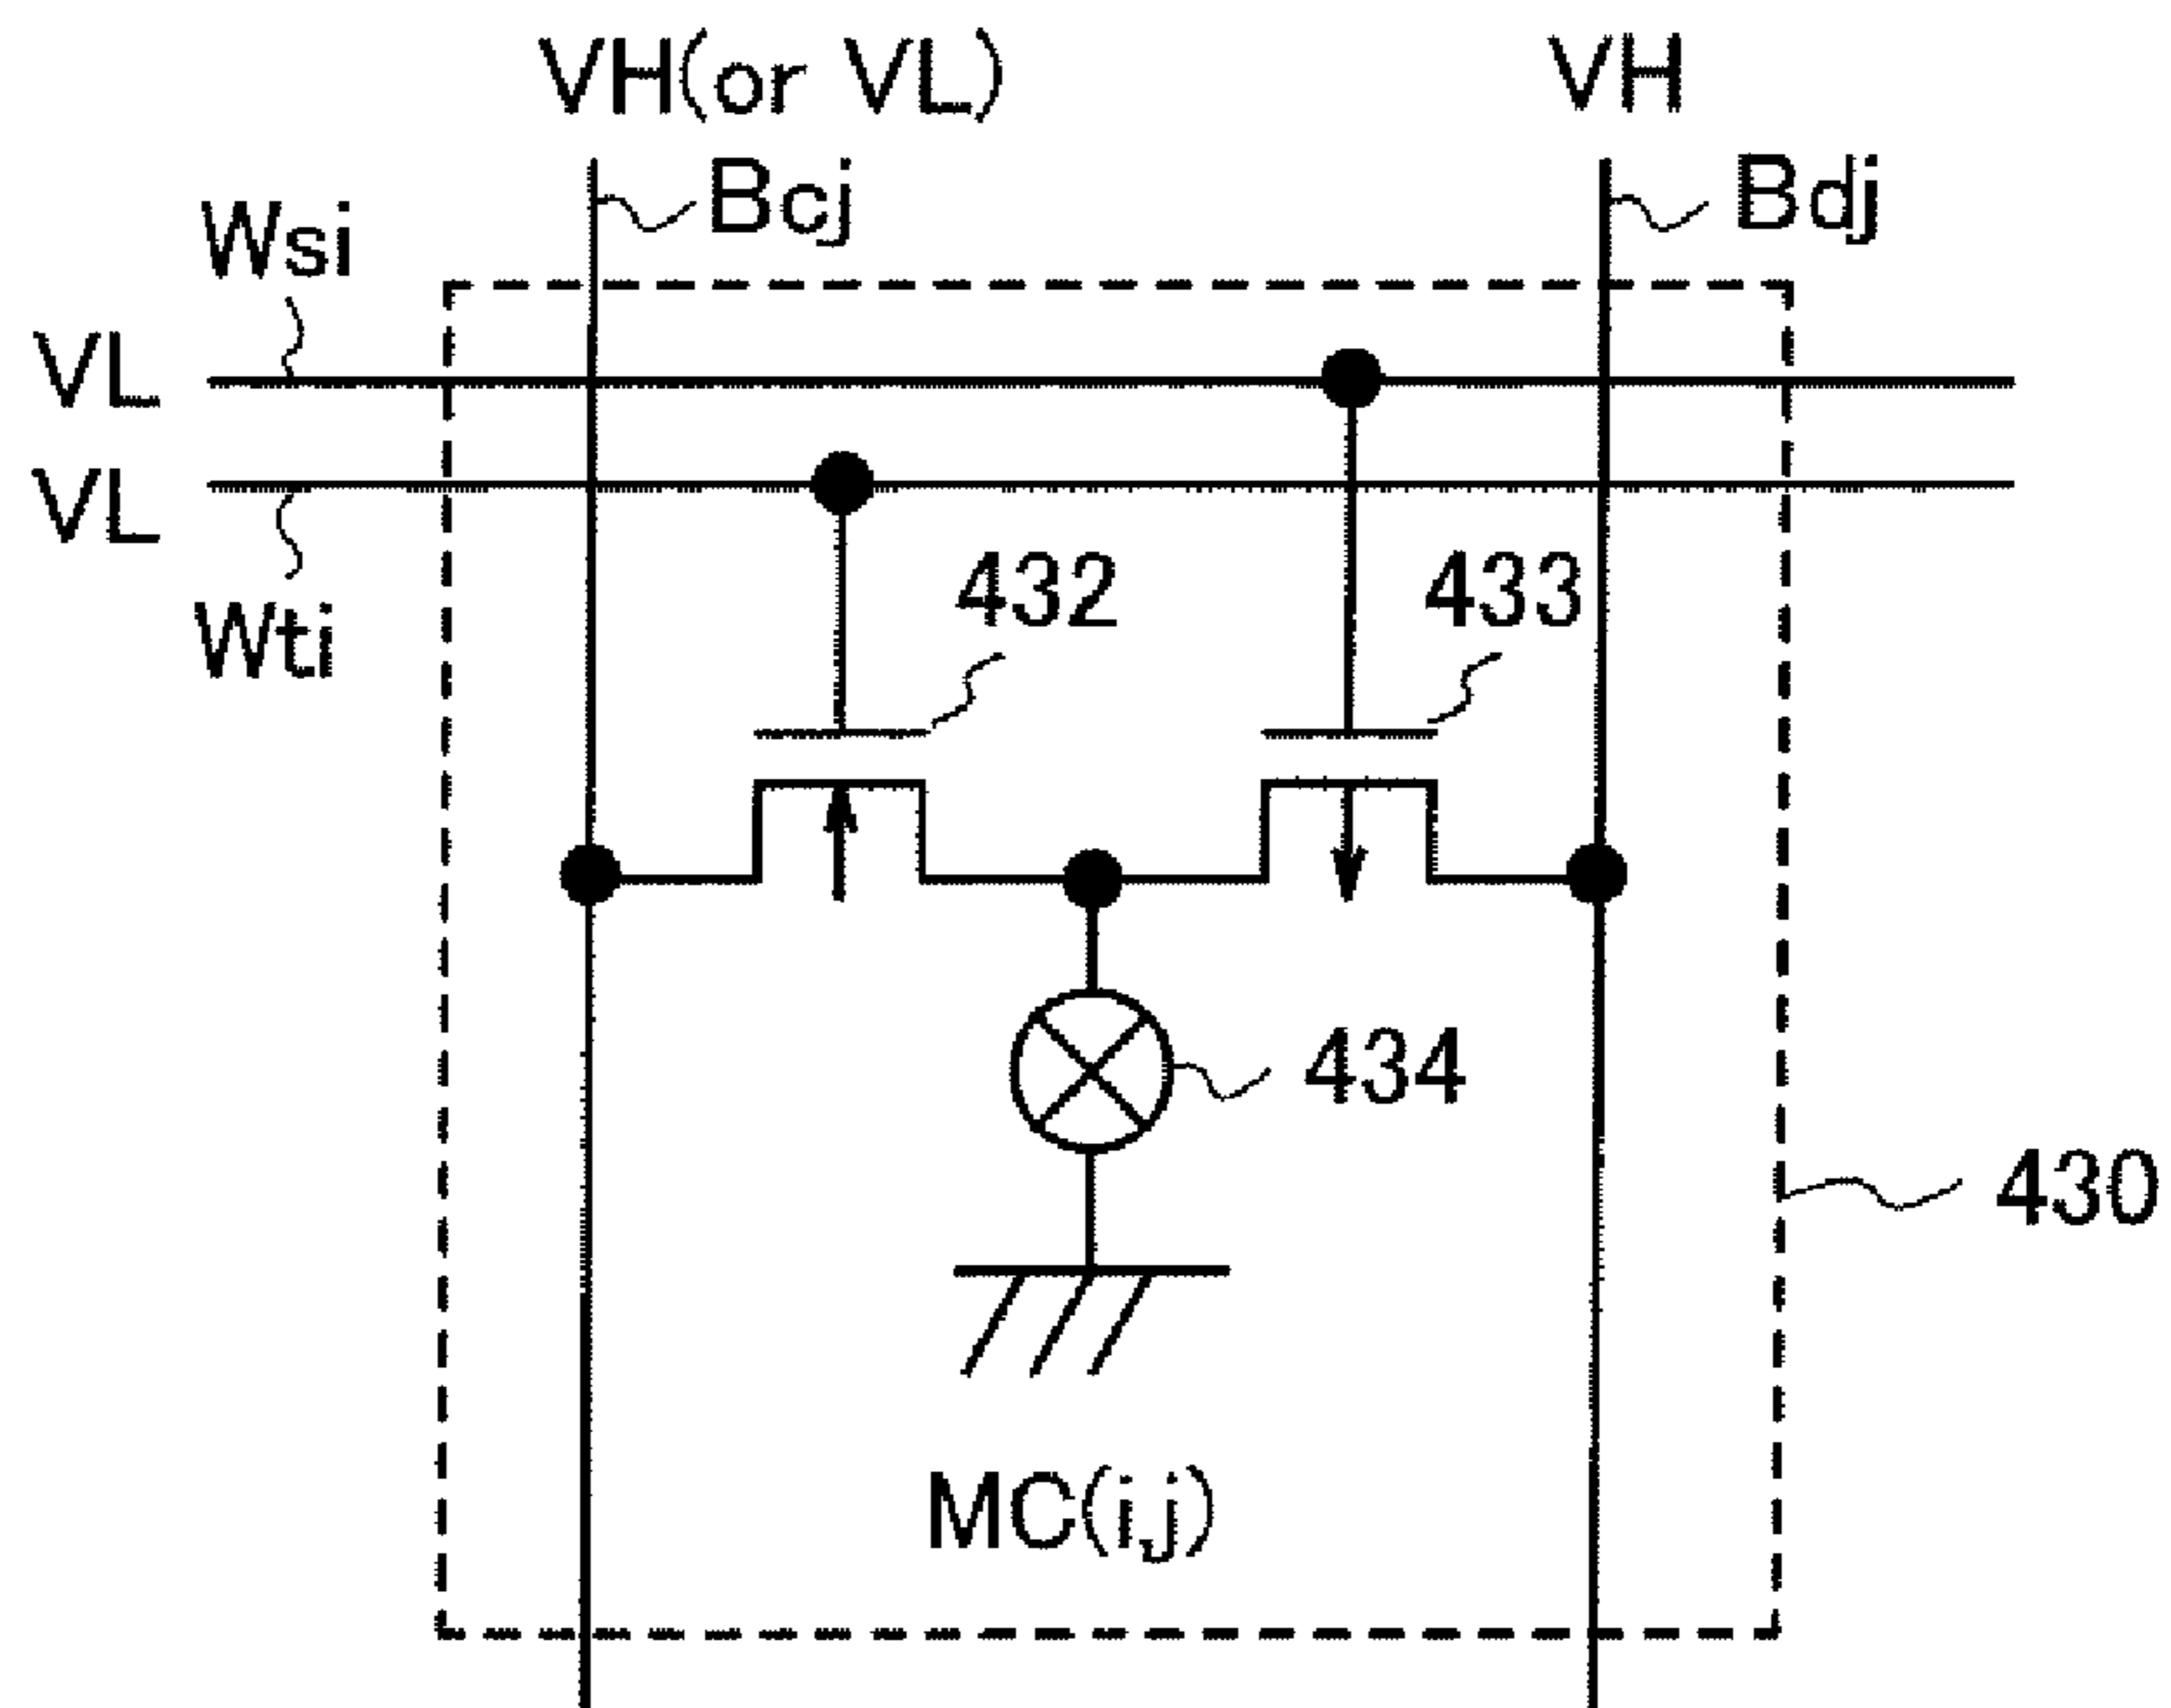 VH(or VL)
VH
Bcj
Bdj
Wsi
VL
VL
Wti
432
433
434
430
MC(i,j)